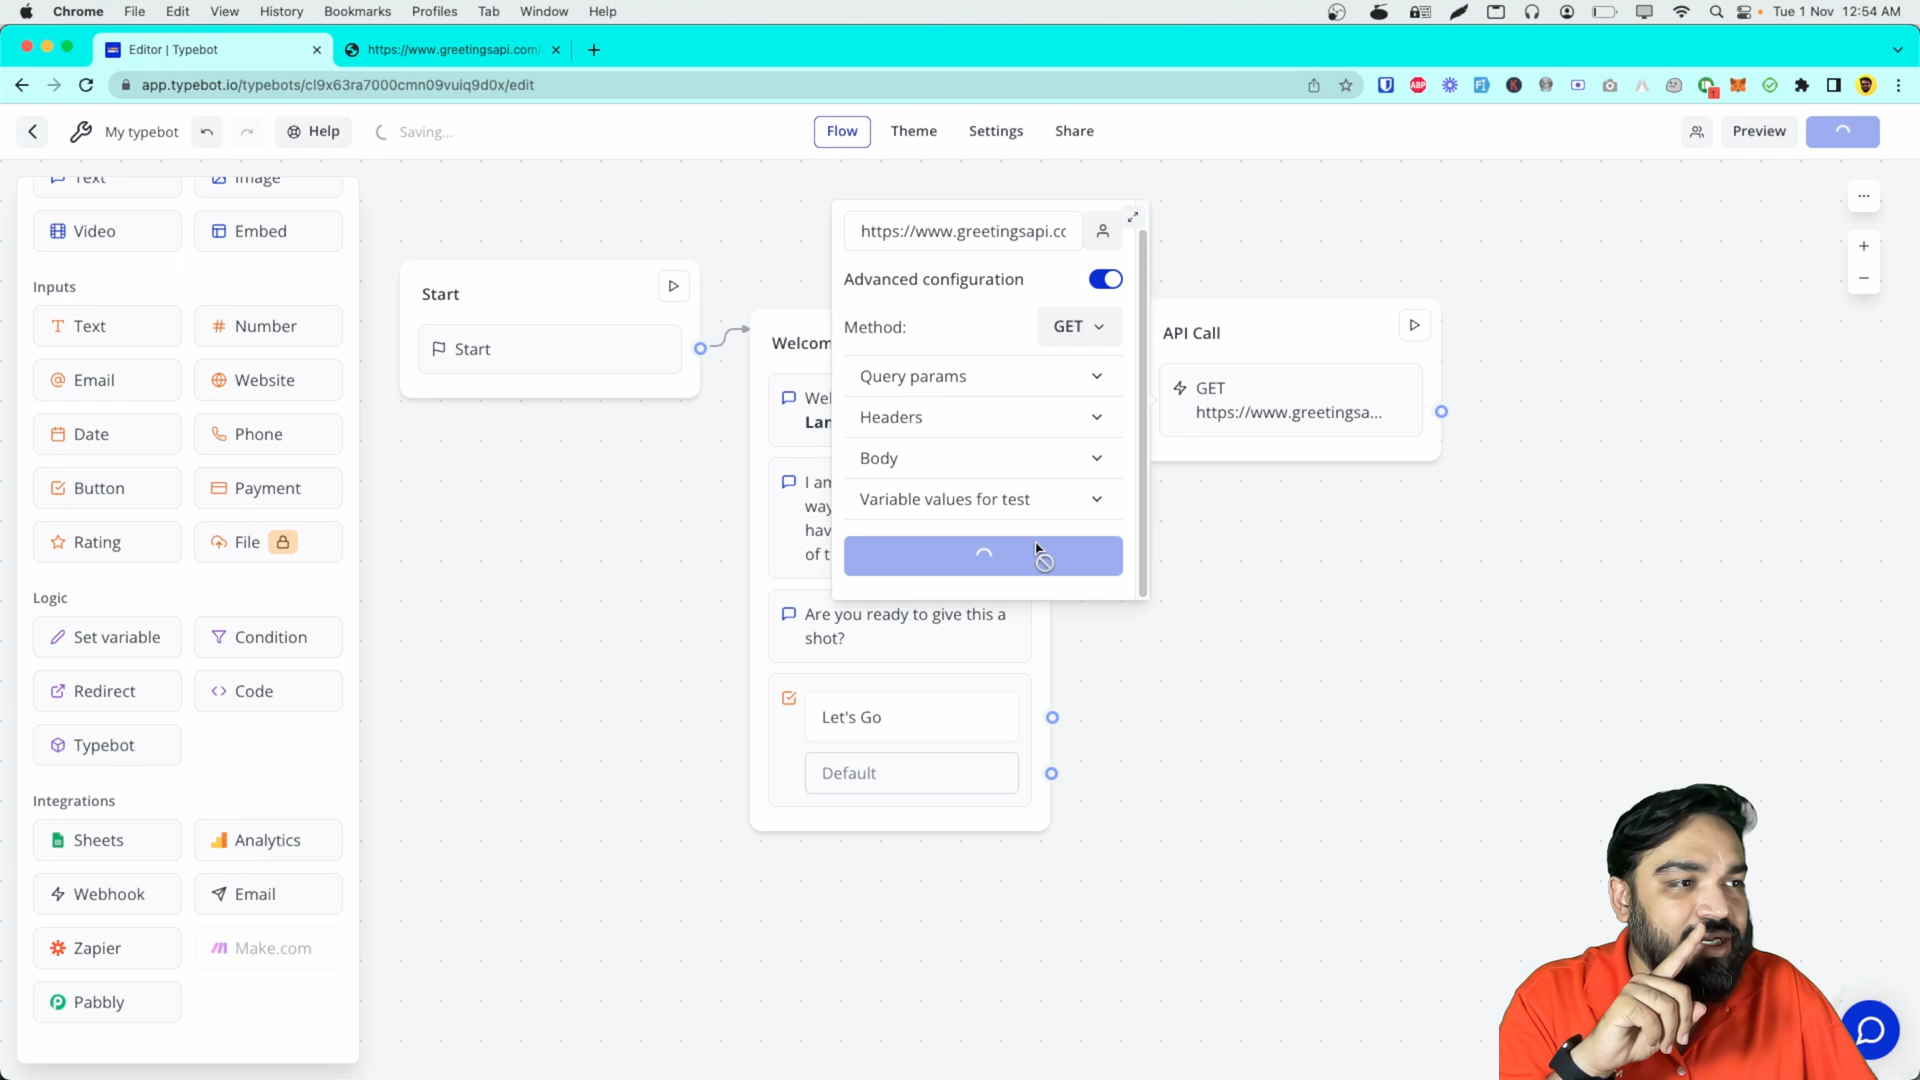 Chrome File Edit View History Bookmarks Profiles Tab Window Help
Tue 1 Nov 12:54 AM
Editor | Typebot
https://www.greetingsapi.com/
app.typebot.io/typebots/cl9x63ra7000cmn09vuiq9d0x/edit
ABP
1
My typebot
Help
Saving...
Flow
Theme
Settings
Share
Preview
Text
Image
Video
Embed
Inputs
Text
Number
Email
Website
Date
Phone
Button
Payment
Rating
File
Logic
Set variable
Condition
Redirect
Code
Typebot
Integrations
Sheets
Analytics
Webhook
Email
Zapier
Make.com
Pabbly
Start
Start
Welcom
Wel
Lan
I am
way
hav
of t
Are you ready to give this a
shot?
Let's Go
Default
https://www.greetingsapi.cc
Advanced configuration
Method:
GET
Query params
Headers
Body
Variable values for test
API Call
GET
https://www.greetingsa...